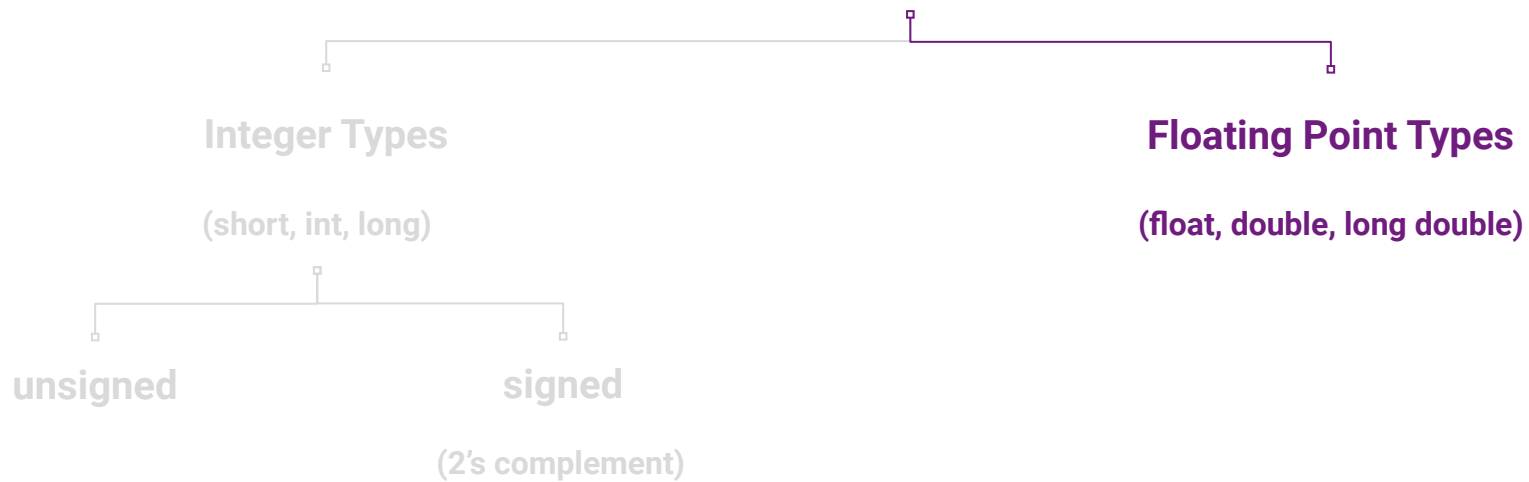 Integer Types
Floating Point Types
(short, int, long)
(float, double, long double)
unsigned
signed
(2’s complement)